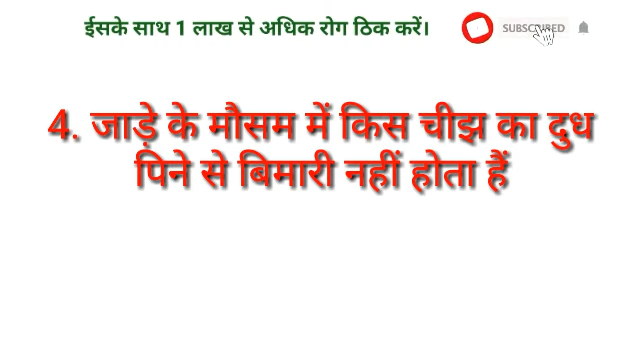 ईसके साथ 1 लाख से अधिक रोग ठिक करें।
SUBSCRIBED
4. जाड़े के मौसम में किस चीझ का दुध
पिने से बिमारी नहीं होता हैं